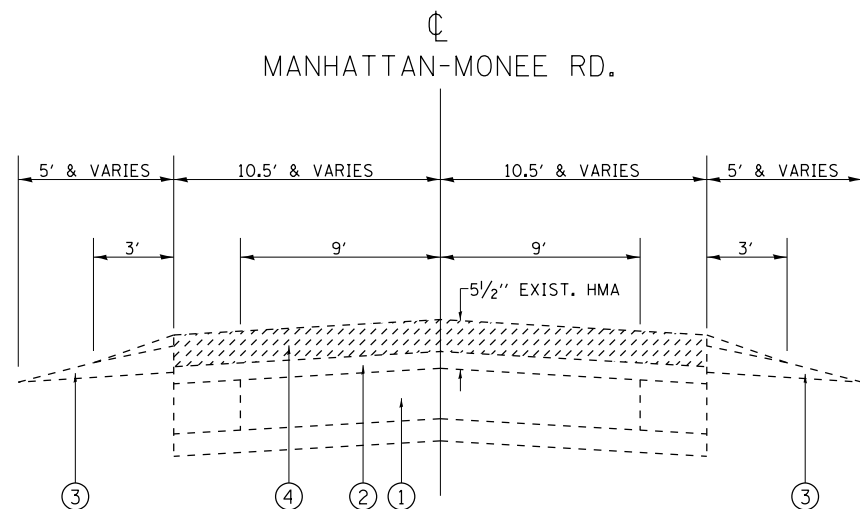 ℄
MANHATTAN-MONEE RD.
5' & VARIES 10.5' & VARIES 10.5' & VARIES 5' & VARIES
3' 9' 9' 3'
5½'' EXIST. HMA
3 4 2 1 3